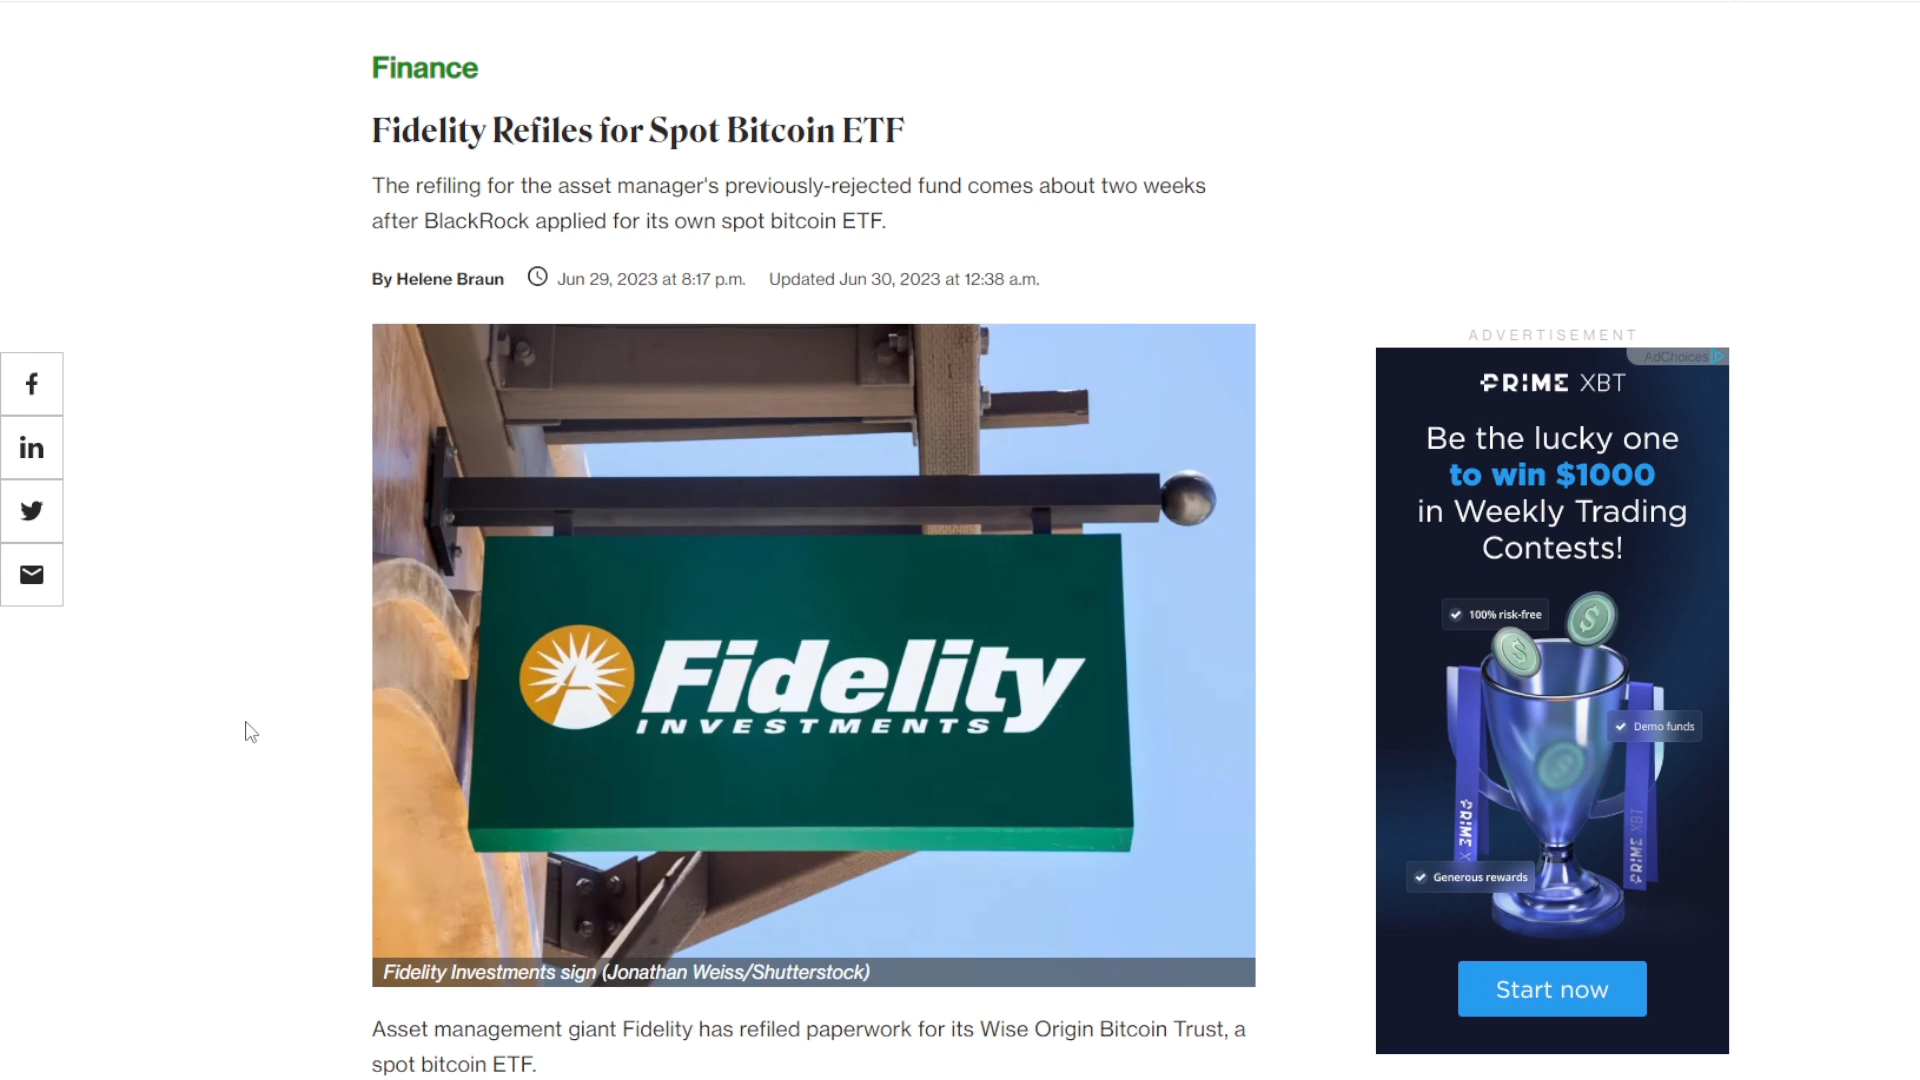 Finance
Fidelity Refiles for Spot Bitcoin ETF
The refiling for the asset manager's previously-rejected fund comes about two weeks
after BlackRock applied for its own spot bitcoin ETF.
By Helene Braun Jun 29, 2023 at 8:17 p.m. Updated Jun 30, 2023 at 12:38 a.m.
f
in
Fidelity
INVESTMENTS
Fidelity Investments sign (Jonathan Weiss/Shutterstock)
Asset management giant Fidelity has refiled paperwork for its Wise Origin Bitcoin Trust, a
spot bitcoin ETF.
ADVERTISEMENT
AdChoices
PRIME XBT
Be the lucky one
to win $1000
in Weekly Trading
Contests!
100% risk-free
Demo funds
PRIME X
PRIME XBT
Generous rewards
Start now